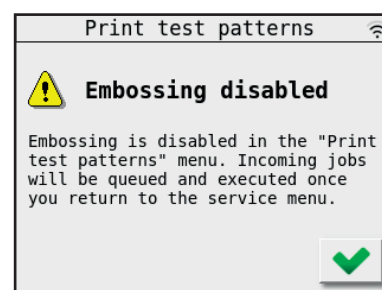 Print test patterns
Embossing disabled
Embossing is disabled in the "Print
test patterns" menu. Incoming jobs
will be queued and executed once
you return to the service menu.